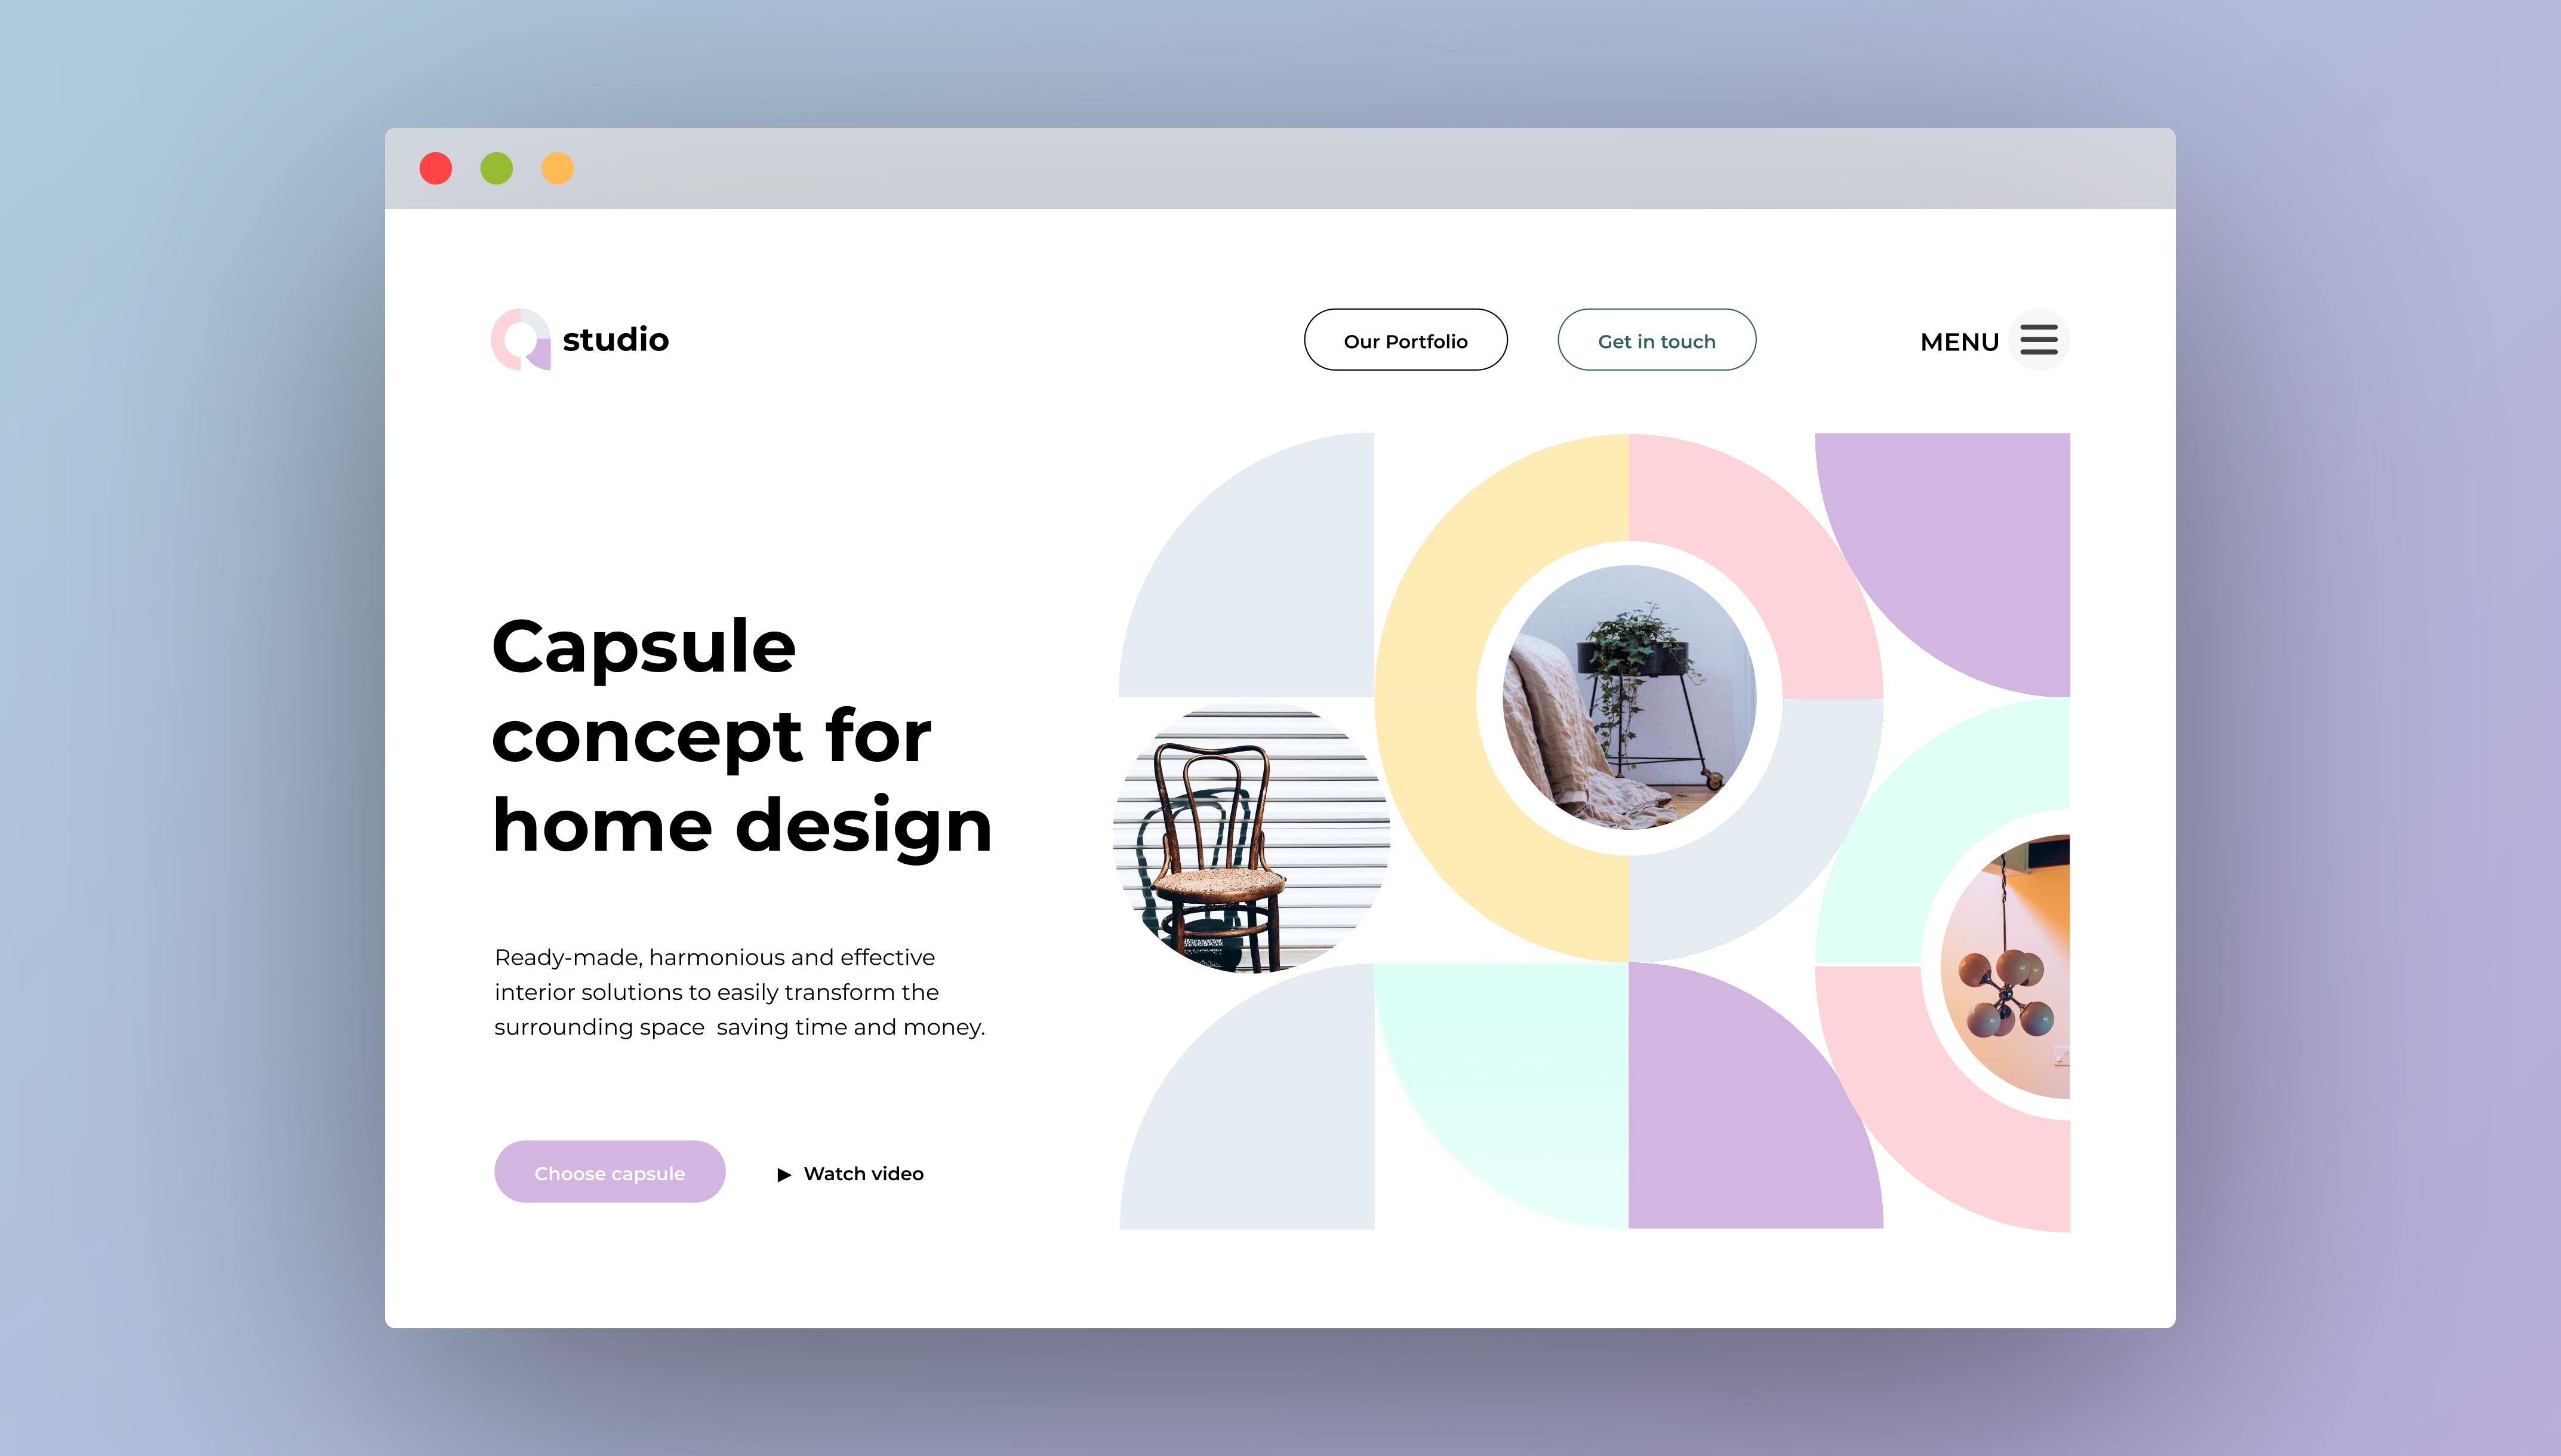 studio
Our Portfolio
Get in touch
MENU
Capsule
concept for
home design
Ready-made, harmonious and effective
interior solutions to easily transform the
surrounding space  saving time and money.
Choose capsule
Watch video